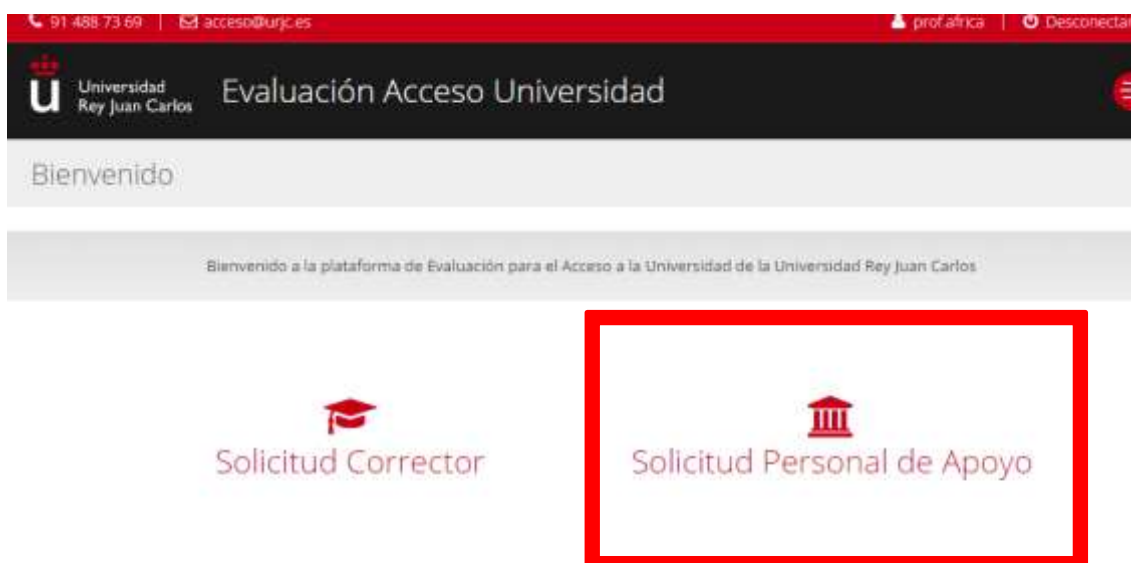 91 488 73 69 | acceso@urjc.es prof.africa | Desconectar
Universidad
Rey Juan Carlos
Evaluación Acceso Universidad
Bienvenido
Bienvenido a la plataforma de Evaluación para el Acceso a la Universidad de la Universidad Rey Juan Carlos
Solicitud Corrector
Solicitud Personal de Apoyo